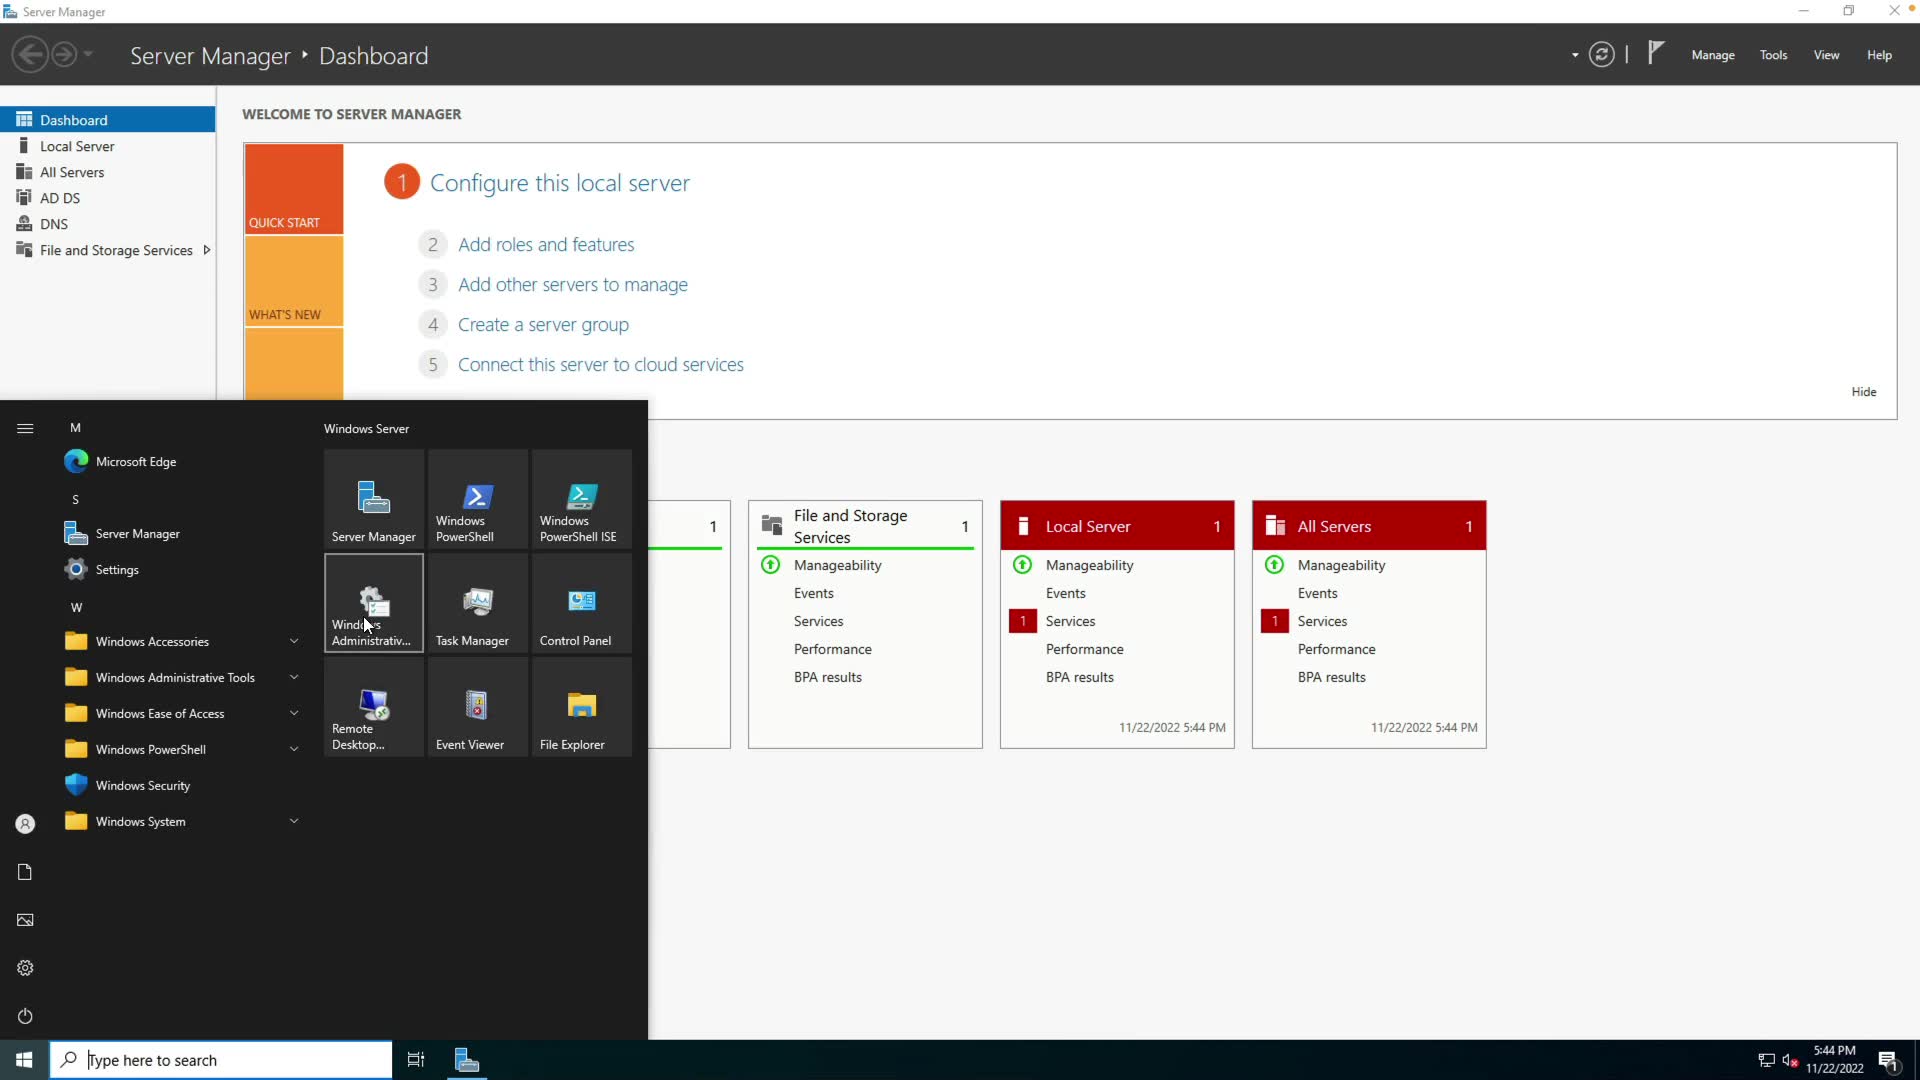 Server Manager
Server Manager ‣ Dashboard
Manage
Tools
View
Help
Dashboard
Local Server
All Servers
AD DS
DNS
File and Storage Services
WELCOME TO SERVER MANAGER
QUICK START
WHAT'S NEW
1 Configure this local server
2 Add roles and features
3 Add other servers to manage
4 Create a server group
5 Connect this server to cloud services
Hide
M
Microsoft Edge
S
Server Manager
Settings
W
Windows Accessories
Windows Administrative Tools
Windows Ease of Access
Windows PowerShell
Windows Security
Windows System
Windows Server
Server Manager
Windows
PowerShell
Windows
PowerShell ISE
Windows
Administrativ...
Task Manager
Control Panel
Remote
Desktop...
Event Viewer
File Explorer
1
File and Storage
Services
1
Manageability
Events
Services
Performance
BPA results
Local Server 1
Manageability
Events
1 Services
Performance
BPA results
11/22/2022 5:44 PM
All Servers 1
Manageability
Events
1 Services
Performance
BPA results
11/22/2022 5:44 PM
Type here to search
5:44 PM
11/22/2022
1